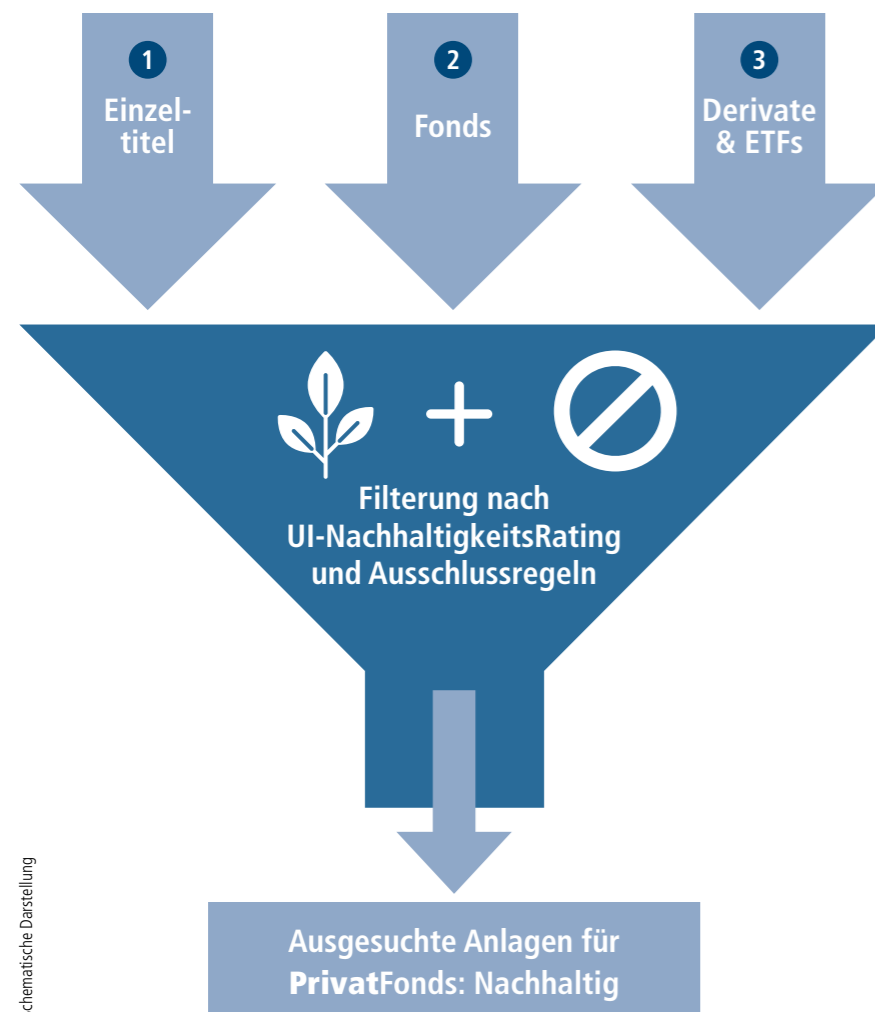 1
Einzel-
titel
2
Fonds
3
Derivate
& ETFs
Filterung nach
UI-NachhaltigkeitsRating
und Ausschlussregeln
Ausgesuchte Anlagen für
PrivatFonds: Nachhaltig
chematische Darstellung